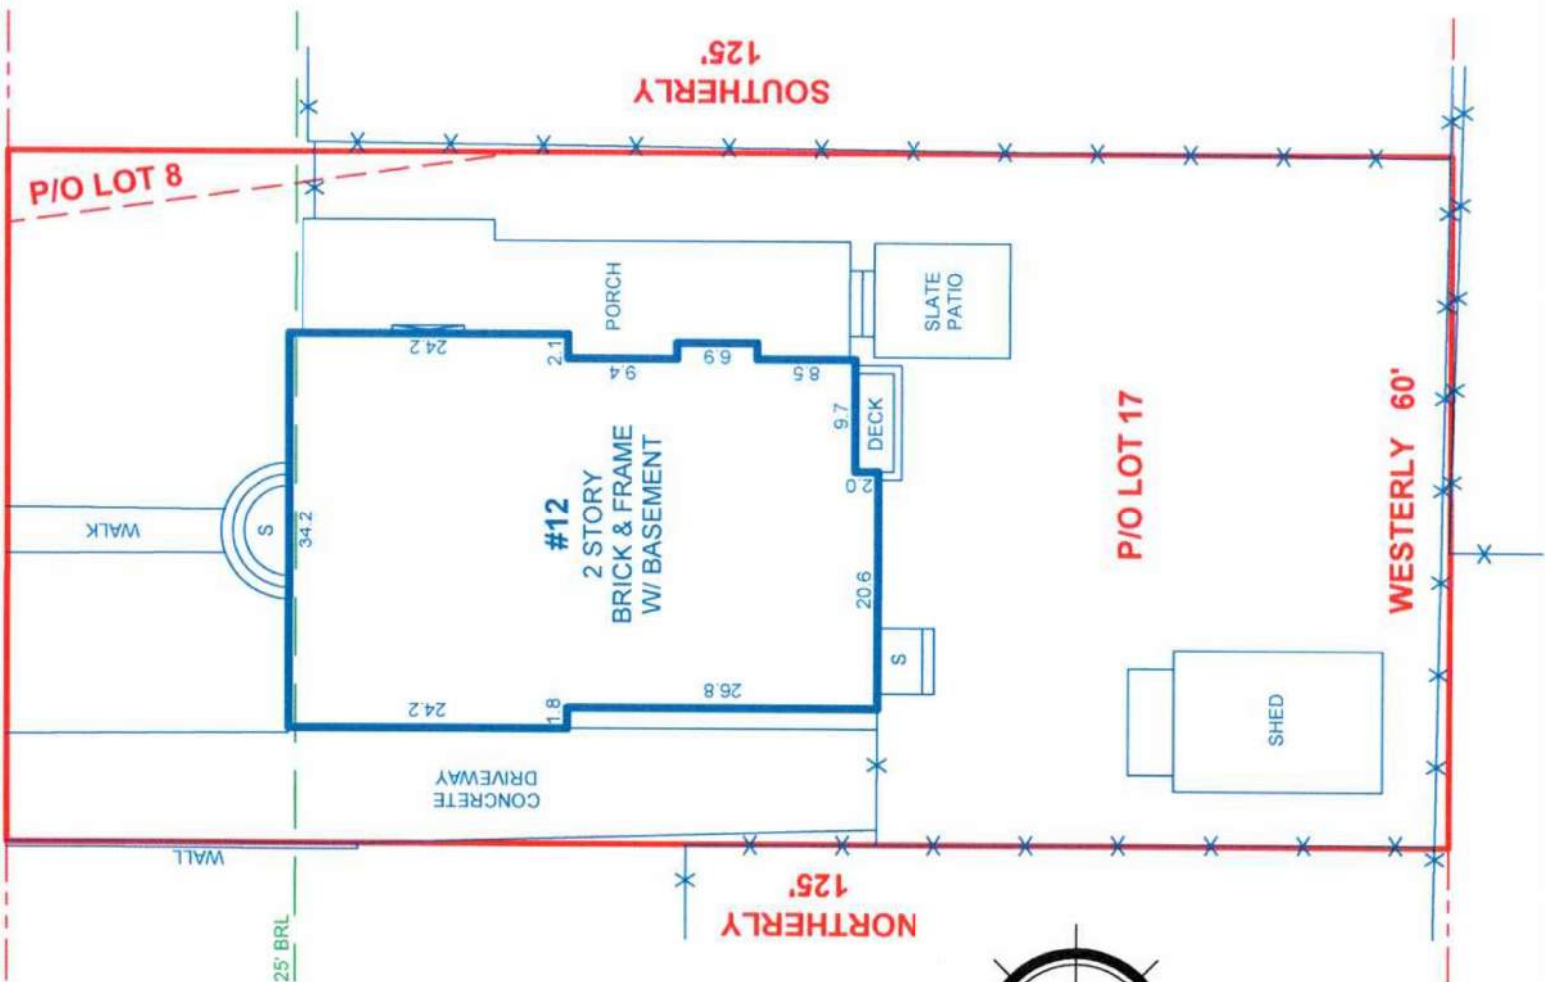 SOUTHERLY
125'
P/O LOT 8
PORCH
SLATE
PATIO
24.2
2.1
9.4
6.9
8.5
9.7
DECK
2.0
WALK
S
34.2
#12
2 STORY
BRICK & FRAME
W/ BASEMENT
20.6
S
P/O LOT 17
WESTERLY 60'
24.2
1.8
26.8
SHED
CONCRETE
DRIVEWAY
WALL
25' BRL
NORTHERLY
125'